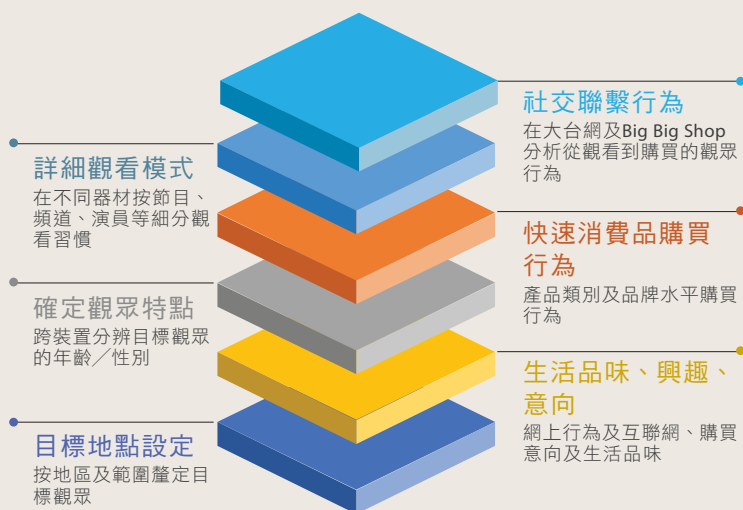 社交聯繫行為
在大台網及Big Big Shop
分析從觀看到購買的觀眾
行為
詳細觀看模式
在不同器材按節目、
頻道、演員等細分觀
看習慣
快速消費品購買
行為
產品類別及品牌水平購買
行為
確定觀眾特點
跨裝置分辨目標觀眾
的年齡／性別
生活品味、興趣、
意向
網上行為及互聯網、購買
意向及生活品味
目標地點設定
按地區及範圍釐定目
標觀眾